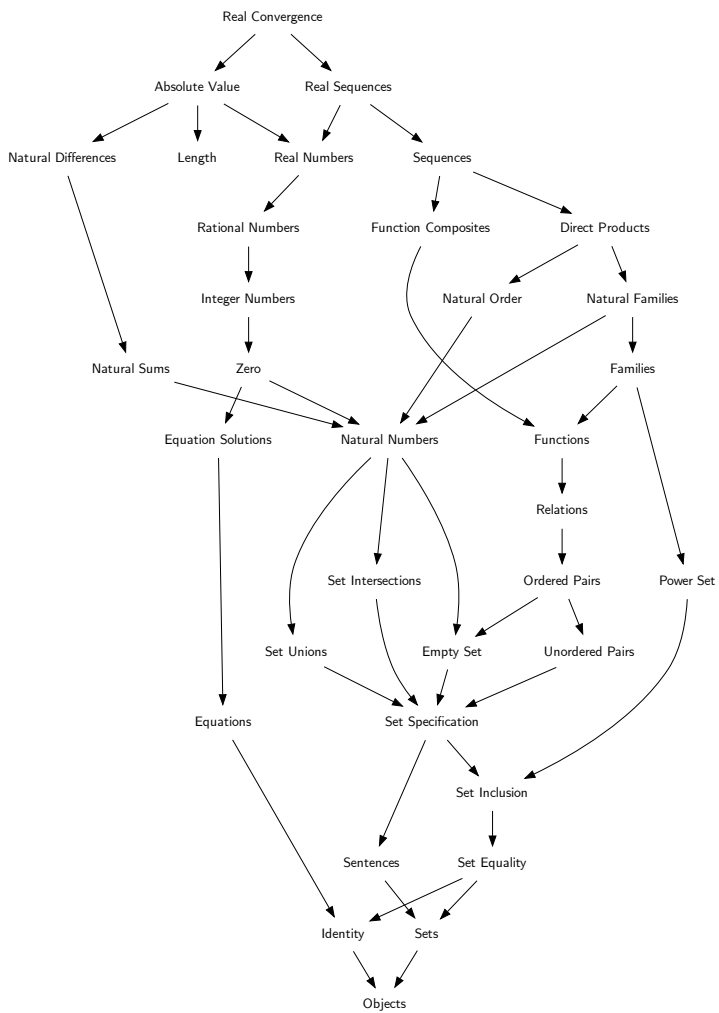 Real Convergence
Absolute Value
Real Sequences
Natural Differences
Length
Real Numbers
Sequences
Rational Numbers
Function Composites
Direct Products
Integer Numbers
Natural Order
Natural Families
Natural Sums
Zero
Families
Equation Solutions
Natural Numbers
Functions
Relations
Set Intersections
Ordered Pairs
Power Set
Set Unions
Empty Set
Unordered Pairs
Equations
Set Specification
Set Inclusion
Sentences
Set Equality
Identity
Sets
Objects